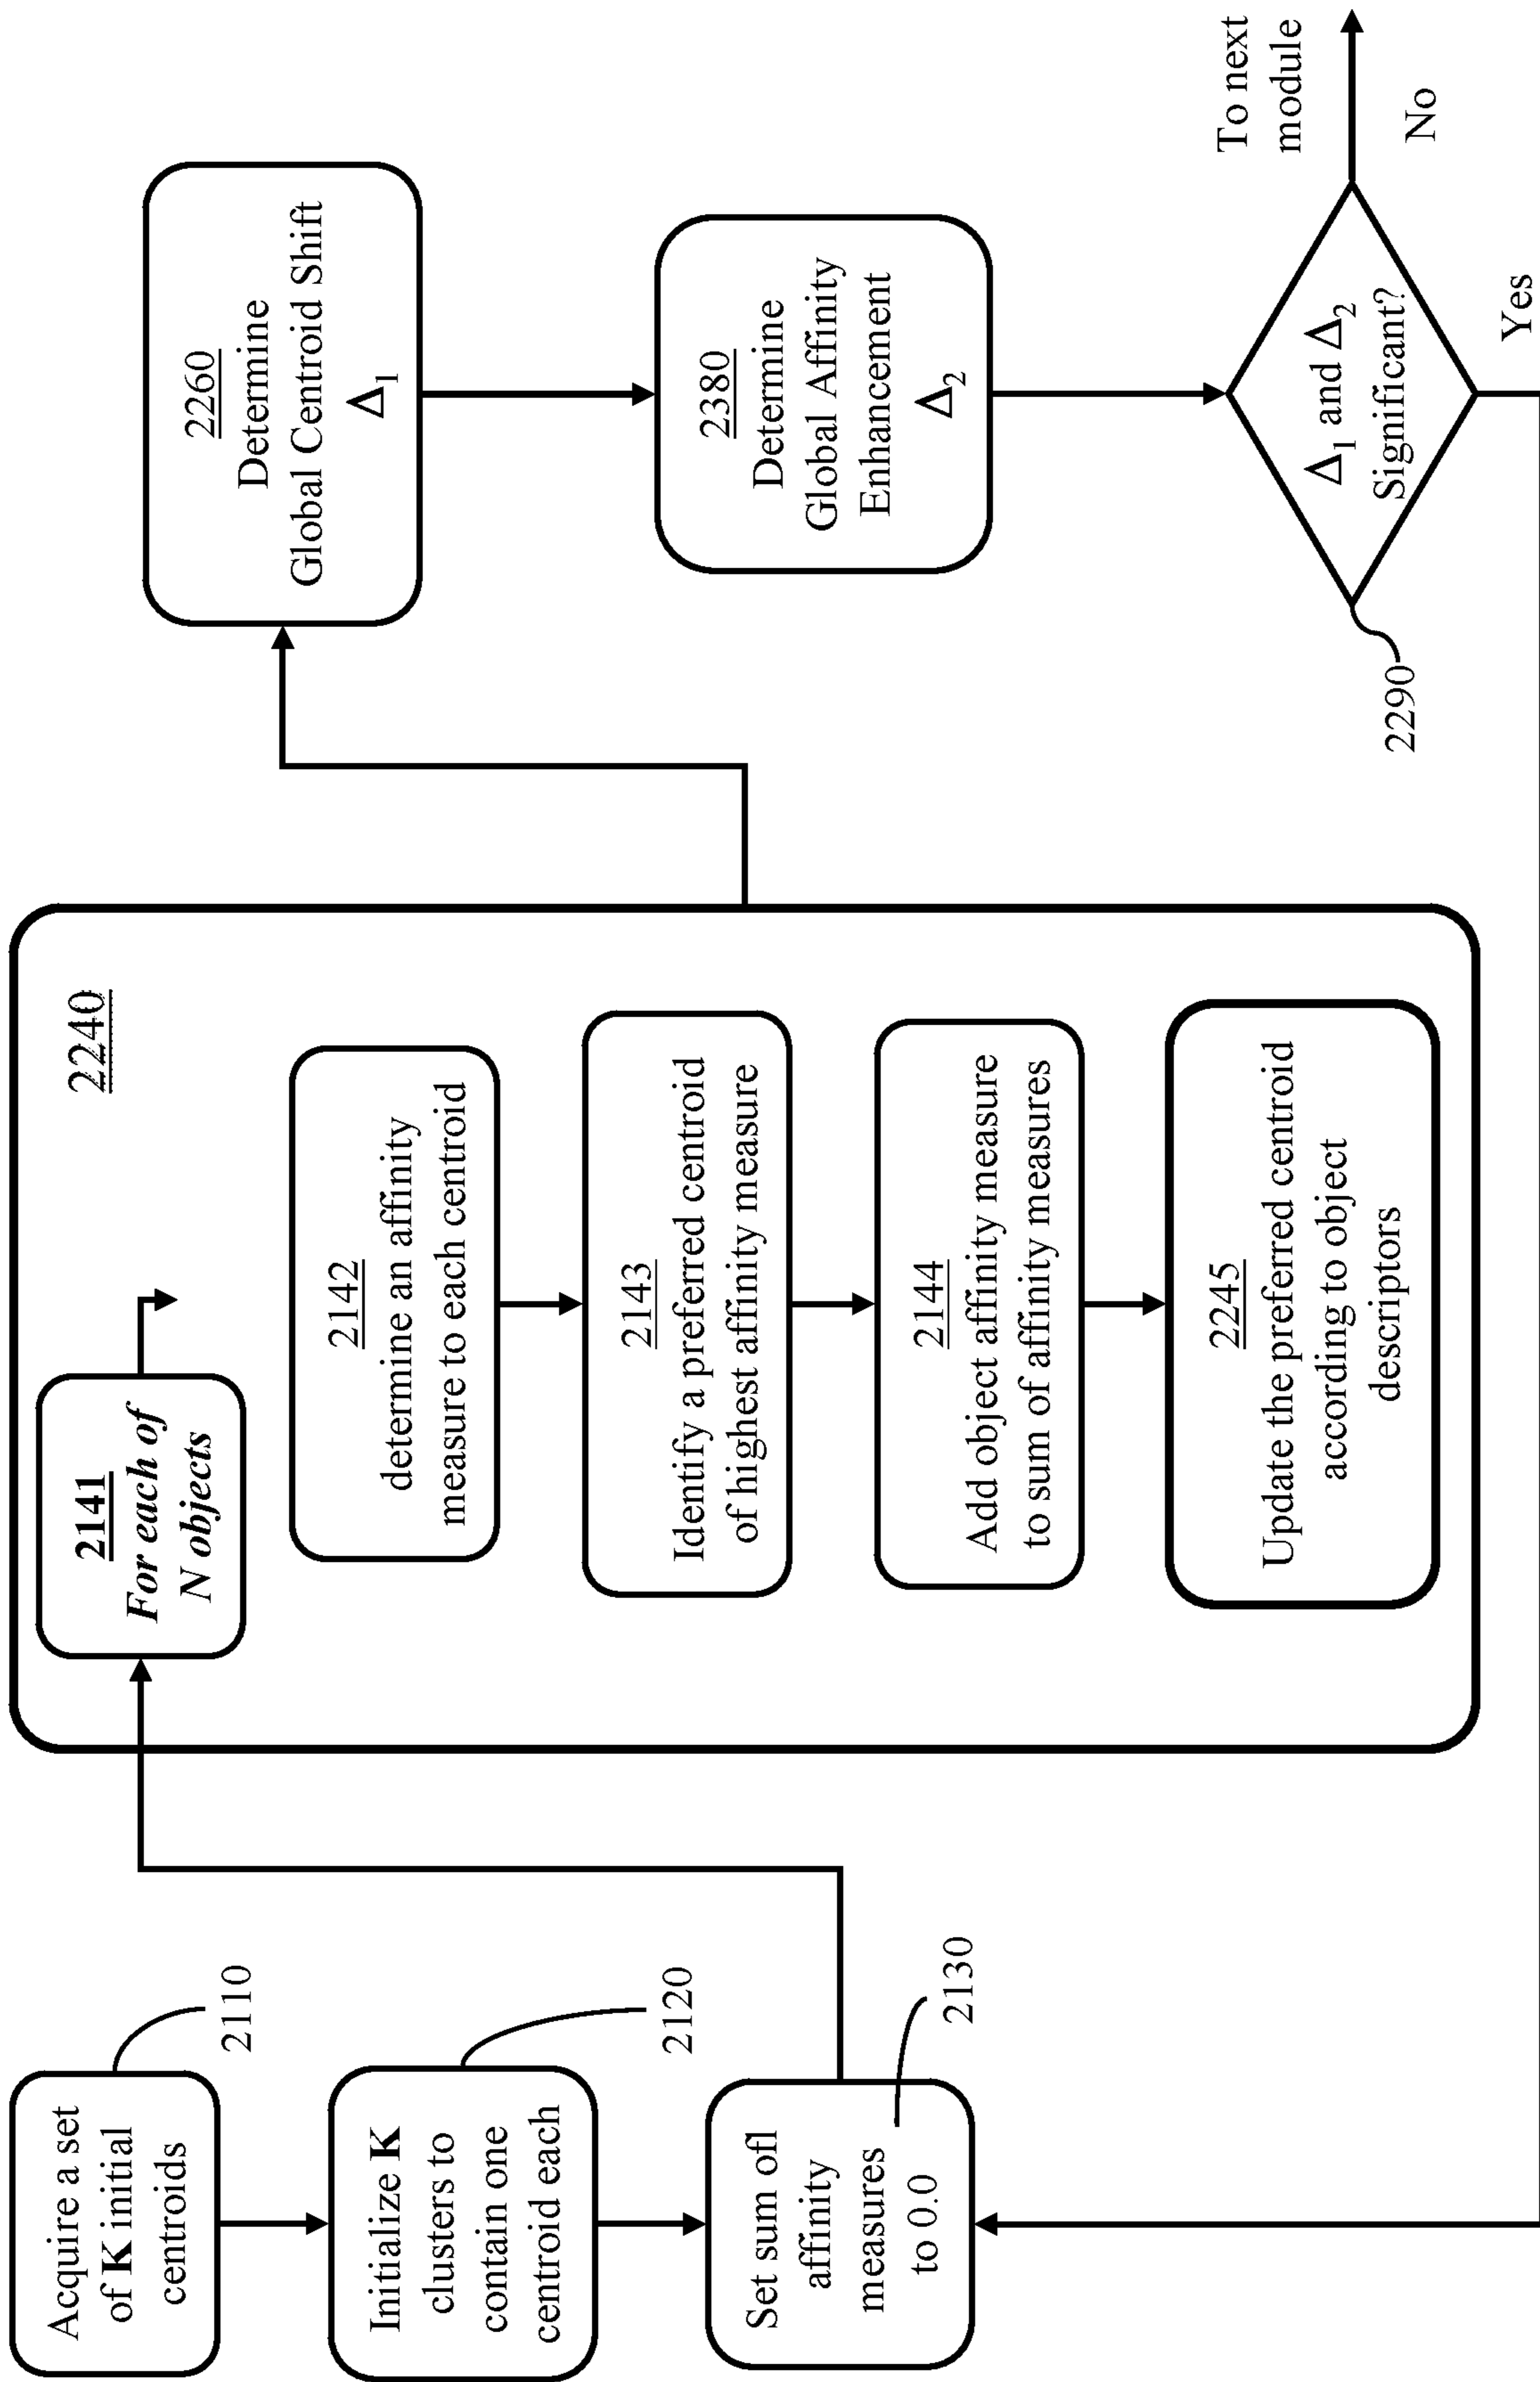 Acquire a set
of K initial
centroids
2110
Initialize K
clusters to
contain one
centroid each
2120
Set sum ofl
affinity
measures
to 0.0
2130
2240
2141
For each of
N objects
2142
determine an affinity
measure to each centroid
2143
Identify a preferred centroid
of highest affinity measure
2144
Add object affinity measure
to sum of affinity measures
2245
Update the preferred centroid
according to object
descriptors
2260
Determine
Global Centroid Shift
Δ₁
2380
Determine
Global Affinity
Enhancement
Δ₂
Δ₁ and Δ₂
Significant?
2290
To next
module
No
Yes